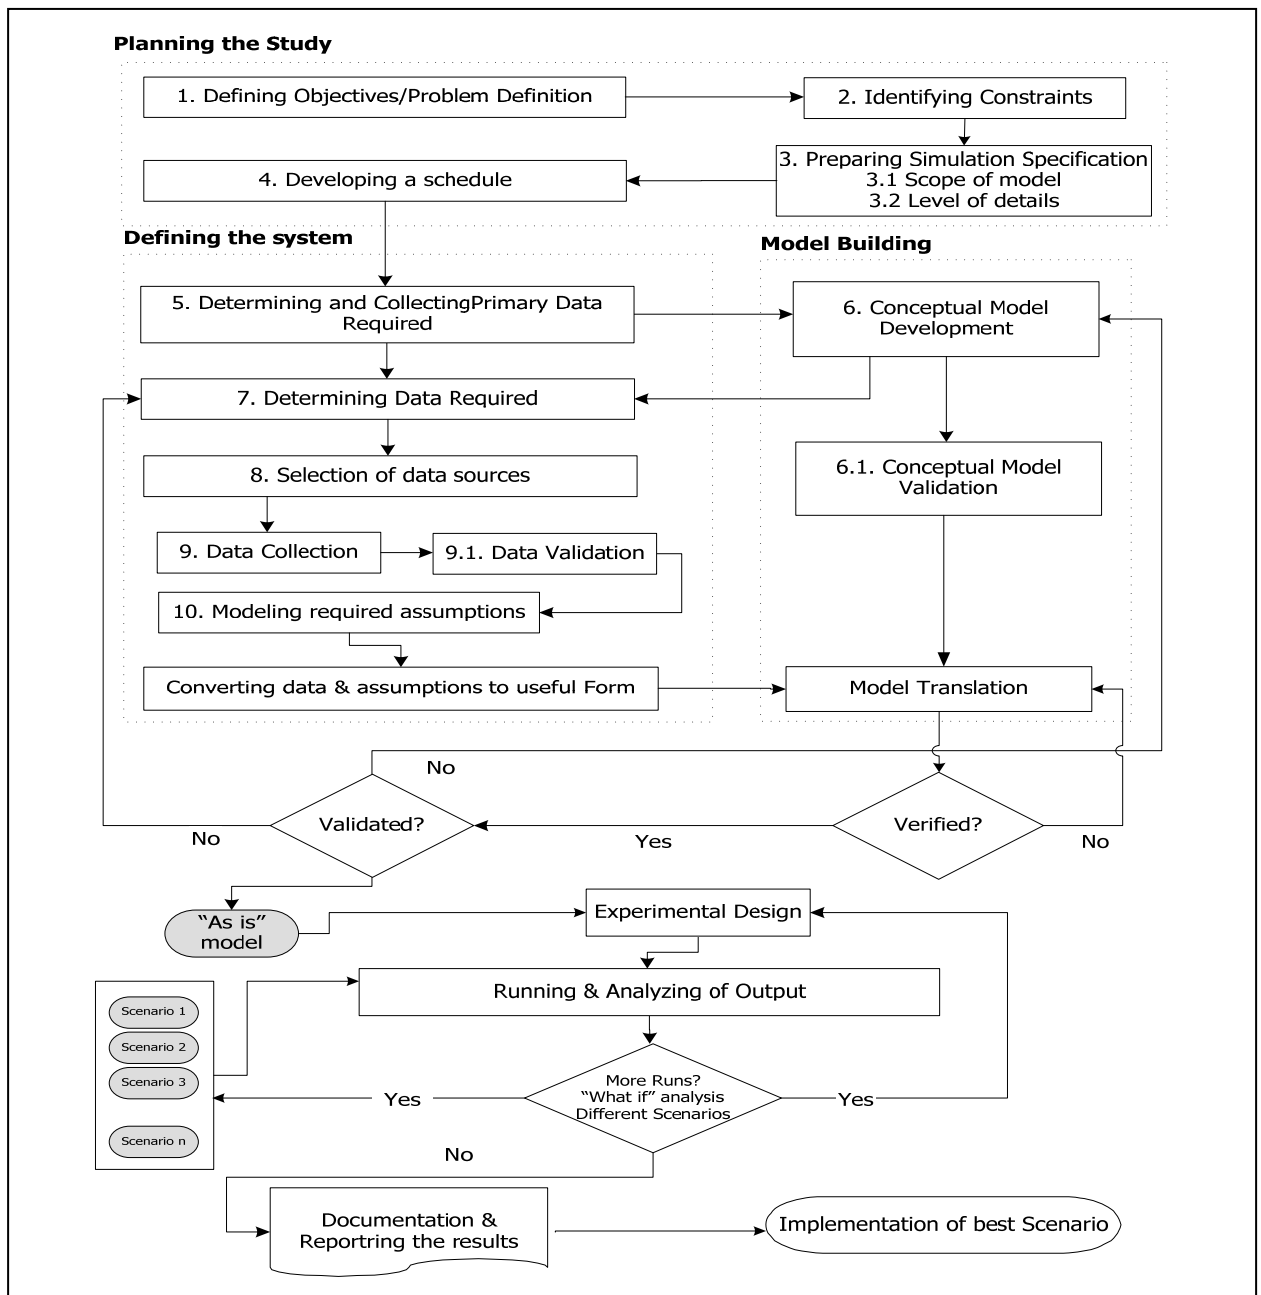 Planning the Study
1. Defining Objectives/Problem Definition
2. Identifying Constraints
3. Preparing Simulation Specification
3.1 Scope of model
3.2 Level of details
4. Developing a schedule
Defining the system
Model Building
5. Determining and CollectingPrimary Data
Required
6. Conceptual Model
Development
7. Determining Data Required
8. Selection of data sources
6.1. Conceptual Model
Validation
9. Data Collection
9.1. Data Validation
10. Modeling required assumptions
Converting data & assumptions to useful Form
Model Translation
No
Validated?
Verified?
No
Yes
No
“As is”
model
Experimental Design
Running & Analyzing of Output
Scenario 1
Scenario 2
Scenario 3
Scenario n
More Runs?
“What if” analysis
Different Scenarios
Yes
Yes
No
Documentation &
Reportring the results
Implementation of best Scenario